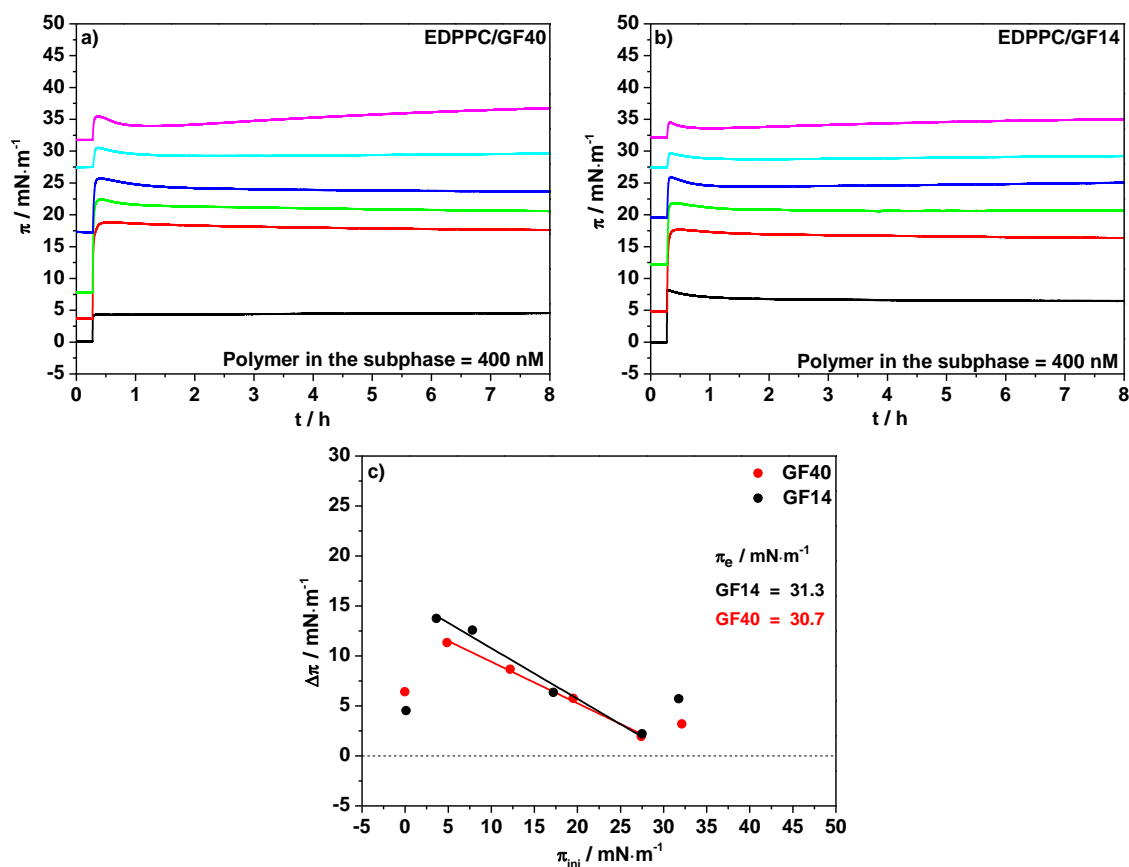 a)
EDPPC/GF40
50
45
40
35
30
25
20
15
10
5
0
-5
π / mN·m⁻¹
Polymer in the subphase = 400 nM
0 1 2 3 4 5 6 7 8
t / h
b)
EDPPC/GF14
50
45
40
35
30
25
20
15
10
5
0
-5
π / mN·m⁻¹
Polymer in the subphase = 400 nM
0 1 2 3 4 5 6 7 8
t / h
c)
GF40
GF14
πe / mN·m⁻¹
GF14 = 31.3
GF40 = 30.7
30
25
20
15
10
5
0
-5
Δπ / mN·m⁻¹
-5 0 5 10 15 20 25 30 35 40 45 50
πinj / mN·m⁻¹